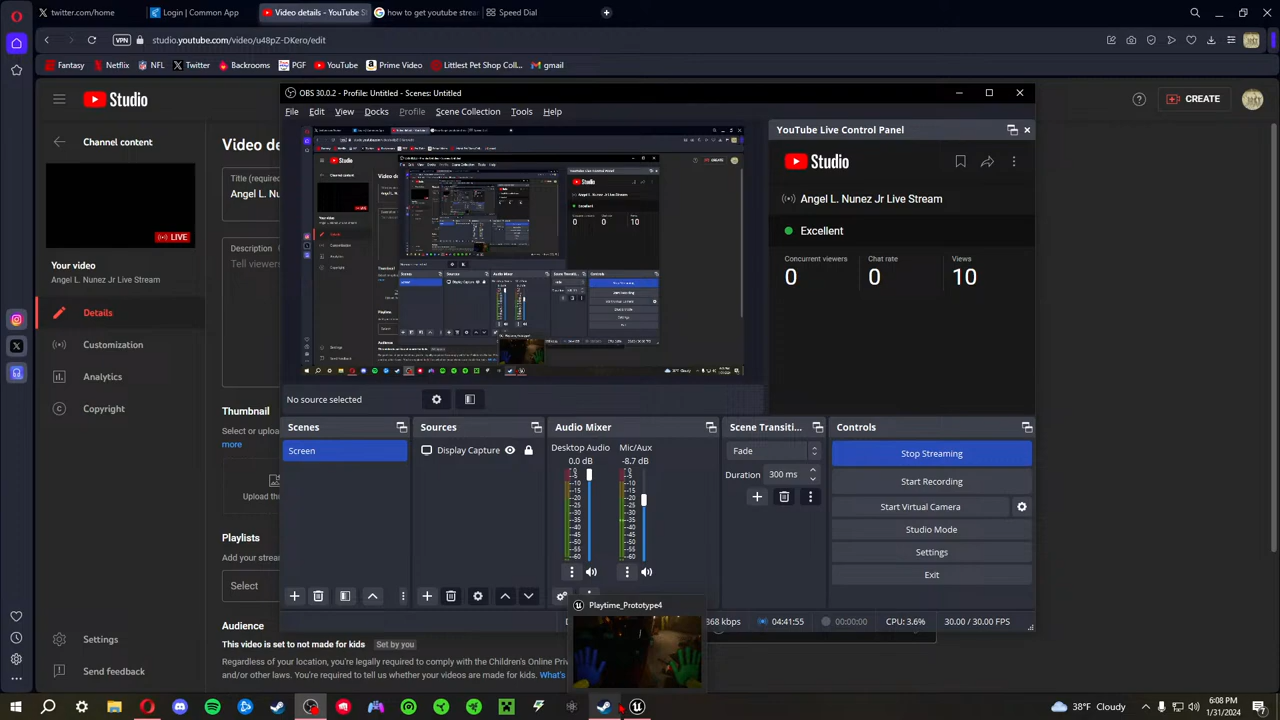 twitter.com/home
Login | Common App
Video details - YouTube S
how to get youtube strea
Speed Dial
VPN
studio.youtube.com/video/u48pZ-DKero/edit
Fantasy
Netflix
NFL
Twitter
Backrooms
PGF
YouTube
Prime Video
Littlest Pet Shop Coll...
gmail
Studio
CREATE
Channel content
LIVE
Your video
Angel L. Nunez Jr Live Stream
Details
Customization
Analytics
Copyright
Settings
Send feedback
Video de
Title (required
Angel L. Nu
Description
Tell viewers
Thumbnail
Select or uploa
more
Upload th
Playlists
Add your strea
Select
Audience
This video is set to not made for kids
Set by you
Regardless of your location, you're legally required to comply with the Children's Online Priv
and/or other laws. You're required to tell us whether your videos are made for kids. What's
OBS 30.0.2 - Profile: Untitled - Scenes: Untitled
File
Edit
View
Docks
Profile
Scene Collection
Tools
Help
YouTube Live Control Panel
Studio
Angel L. Nunez Jr Live Stream
Excellent
Concurrent viewers
Chat rate
Views
0
0
10
No source selected
Scenes
Screen
Sources
Display Capture
Audio Mixer
Desktop Audio
Mic/Aux
0.0 dB
-8.7 dB
Scene Transiti...
Fade
Duration
300 ms
Controls
Stop Streaming
Start Recording
Start Virtual Camera
Studio Mode
Settings
Exit
Playtime_Prototype4
368 kbps
04:41:55
00:00:00
CPU: 3.6%
30.00 / 30.00 FPS
38°F Cloudy
6:08 PM
1/31/2024